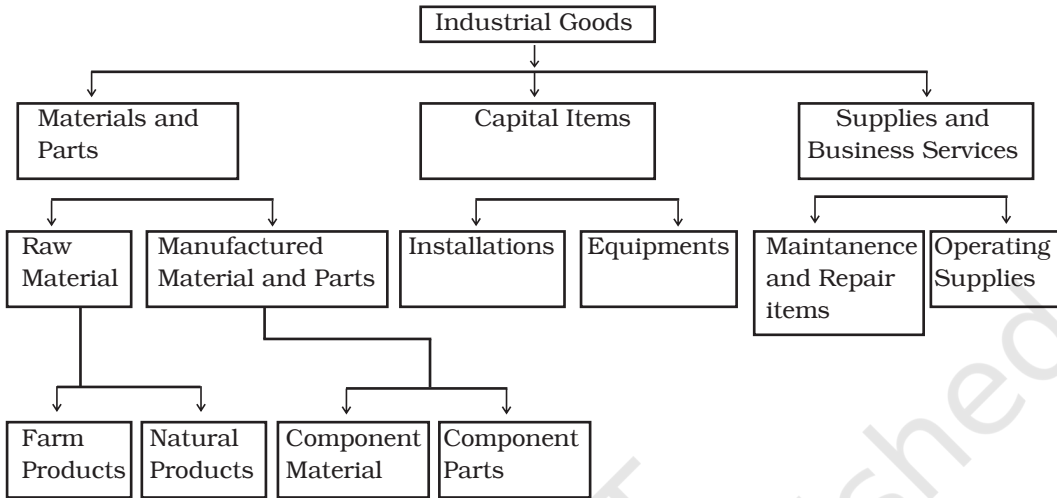 Industrial Goods
Materials and
Parts
Capital Items
Supplies and
Business Services
Raw
Material
Manufactured
Material and Parts
Installations
Equipments
Maintanence
and Repair
items
Operating
Supplies
Farm
Products
Natural
Products
Component
Material
Component
Parts